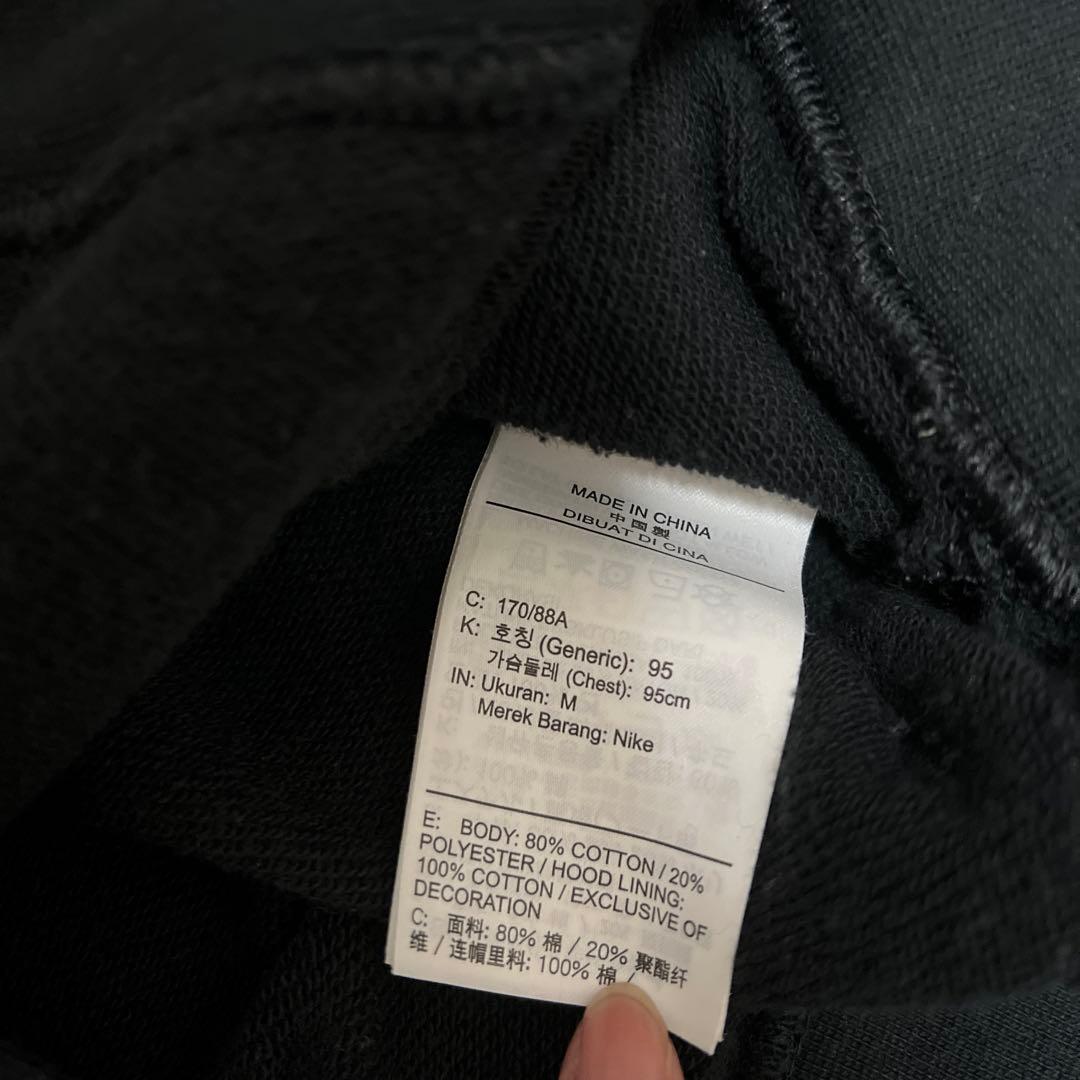 MADE IN CHINA
中国製
DIBUAT DI CINA
C: 170/88A
K: 호칭 (Generic): 95
가슴둘레 (Chest): 95cm
IN: Ukuran: M
Merek Barang: Nike
E: BODY: 80% COTTON / 20%
POLYESTER / HOOD LINING:
100% COTTON / EXCLUSIVE OF
DECORATION
C: 面料: 80% 棉 / 20% 聚酯纤
维 / 连帽里料: 100% 棉 /